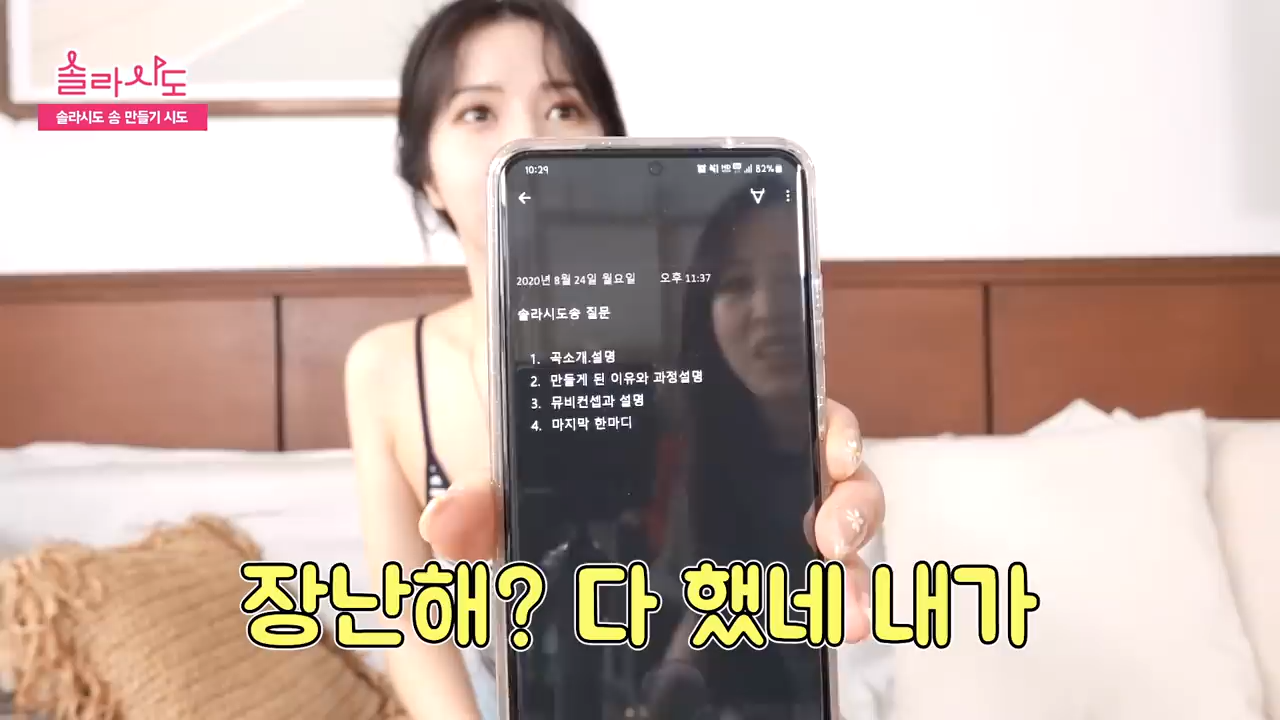 솔라시도
솔라시도 송 만들기 시도
10:29
82%
2020년 8월 24일 월요일 오후 11:37
솔라시도송 질문
1. 곡소개.설명
2. 만들게 된 이유와 과정설명
3. 뮤비컨셉과 설명
4. 마지막 한마디
장난해? 다 했네 내가